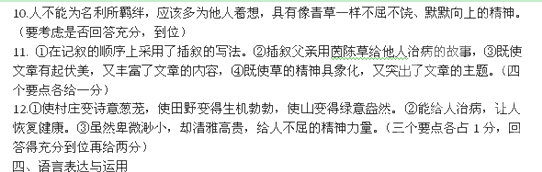 10.人不能为名利所羁绊，应该多为他人着想，具有像青草一样不屈不饶、默默向上的精神。
（要考虑是否回答充分，到位）
11. ①在记叙的顺序上采用了插叙的写法。②插叙父亲用茵陈草给他人治病的故事，③既使
文章有起伏美，又丰富了文章的内容，④既使草的精神具象化，又突出了文章的主题。（四
个要点各给一分）
12.①使村庄变诗意葱茏，使田野变得生机勃勃，使山变得绿意盎然。②能给人治病，让人
恢复健康。③虽然卑微渺小，却清雅高贵，给人不屈的精神力量。（三个要点各占 1 分，回
答得充分到位再给两分）
四、语言表达与运用